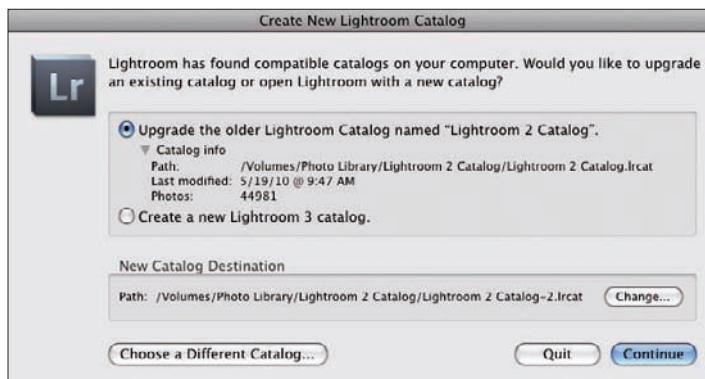 Create New Lightroom Catalog
Lr
Lightroom has found compatible catalogs on your computer. Would you like to upgrade
an existing catalog or open Lightroom with a new catalog?
Upgrade the older Lightroom Catalog named “Lightroom 2 Catalog”.
Catalog info
Path: /Volumes/Photo Library/Lightroom 2 Catalog/Lightroom 2 Catalog.lrcat
Last modified: 5/19/10 @ 9:47 AM
Photos: 44981
Create a new Lightroom 3 catalog.
New Catalog Destination
Path: /Volumes/Photo Library/Lightroom 2 Catalog/Lightroom 2 Catalog-2.lrcat
Change...
Choose a Different Catalog...
Quit
Continue